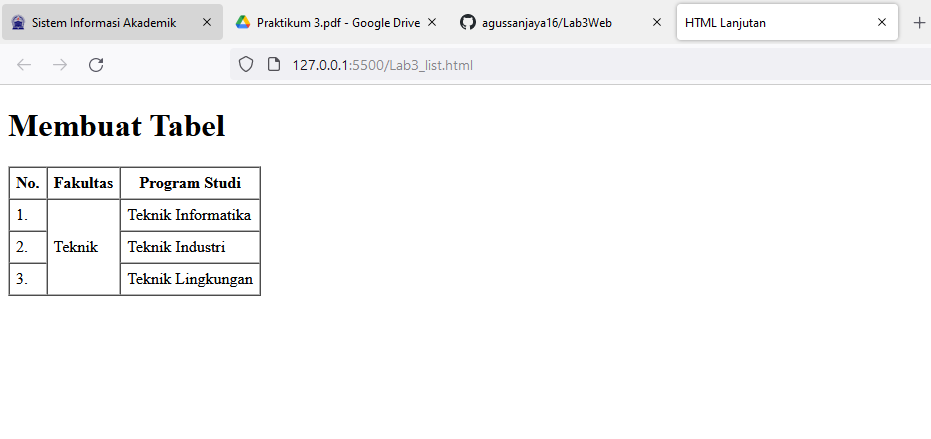 Sistem Informasi Akademik
Praktikum 3.pdf - Google Drive
agussanjaya16/Lab3Web
HTML Lanjutan
127.0.0.1:5500/Lab3_list.html
Membuat Tabel
No. Fakultas Program Studi
1. Teknik Informatika
2. Teknik Teknik Industri
3. Teknik Lingkungan